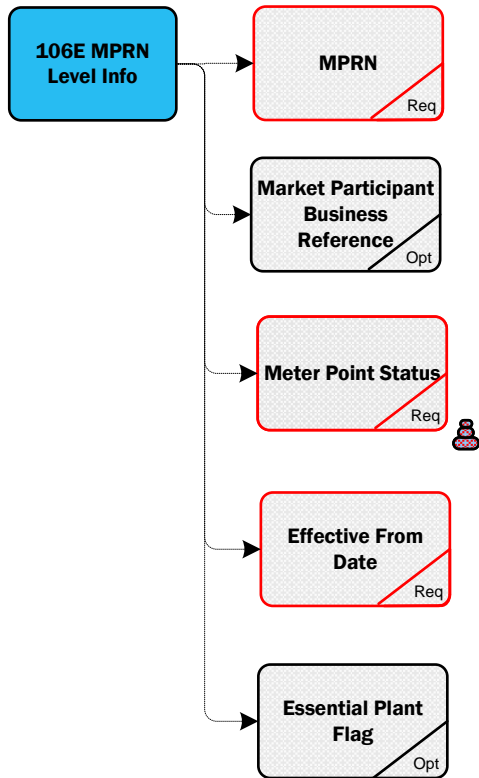 106E MPRN
Level Info
MPRN
Req
Market Participant
Business
Reference
Opt
Meter Point Status
Req
Effective From
Date
Req
Essential Plant
Flag
Opt